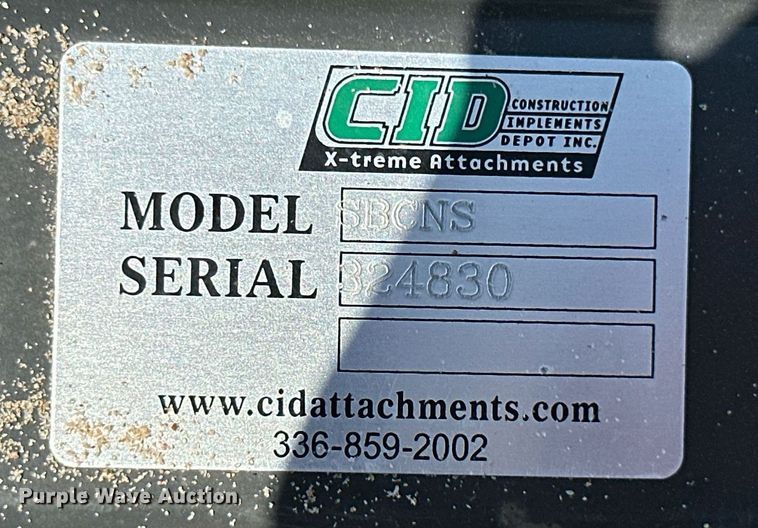 CID
CONSTRUCTION
IMPLEMENTS
DEPOT INC.
X-treme Attachments
MODEL SBCNS
SERIAL 324830
www.cidattachments.com
336-859-2002
Purple Wave Auction